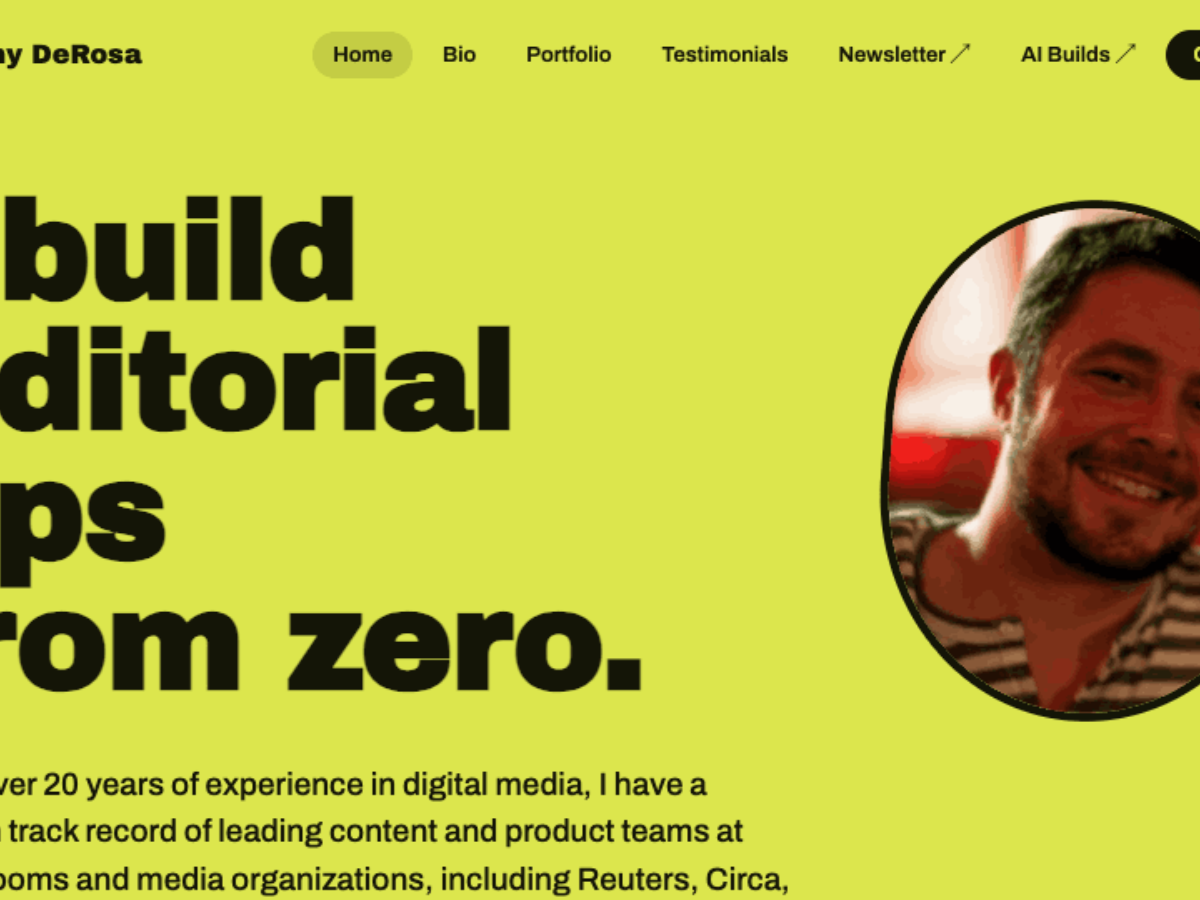 ny DeRosa
Home Bio Portfolio Testimonials Newsletter ↗ AI Builds ↗
build
ditorial
ps
rom zero.
ver 20 years of experience in digital media, I have a
track record of leading content and product teams at
ooms and media organizations, including Reuters, Circa,